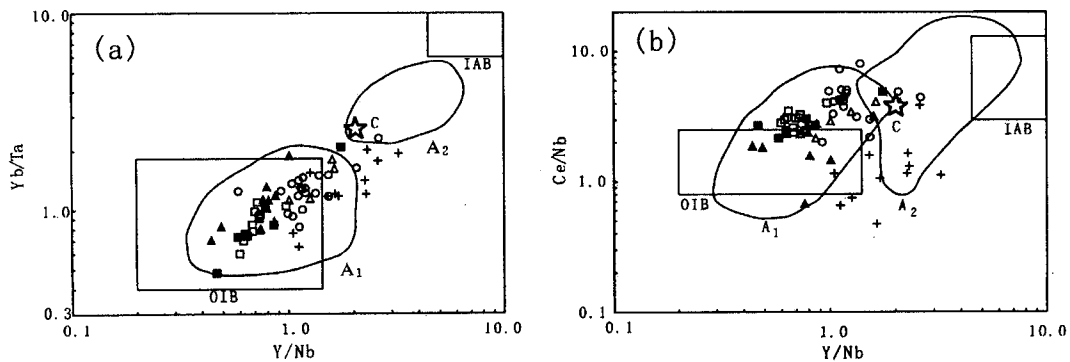 (a)
10.0
1.0
0.3
Yb/Ta
IAB
C
A2
A1
OIB
0.1
1.0
10.0
Y/Nb
(b)
10.0
1.0
0.1
Ce/Nb
IAB
C
OIB
A1
A2
0.1
1.0
10.0
Y/Nb